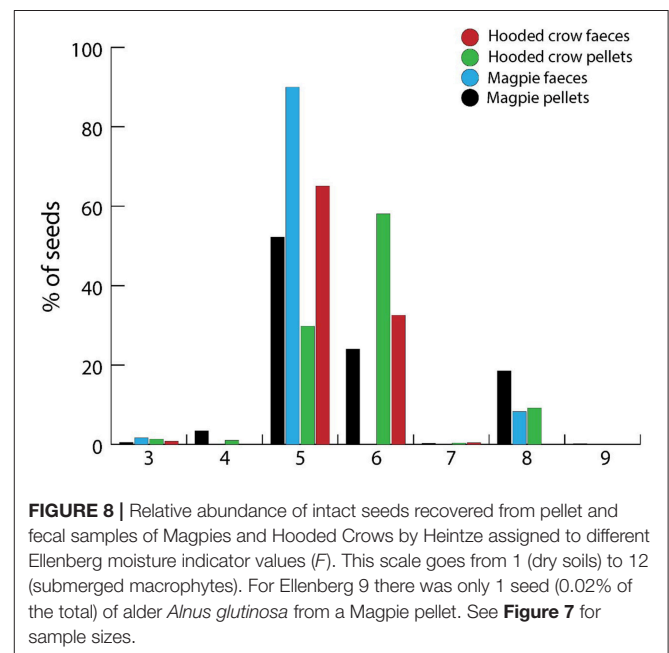 100
80
60
40
20
0
% of seeds
Hooded crow faeces
Hooded crow pellets
Magpie faeces
Magpie pellets
3 4 5 6 7 8 9
FIGURE 8 | Relative abundance of intact seeds recovered from pellet and
fecal samples of Magpies and Hooded Crows by Heintze assigned to different
Ellenberg moisture indicator values (F). This scale goes from 1 (dry soils) to 12
(submerged macrophytes). For Ellenberg 9 there was only 1 seed (0.02% of
the total) of alder Alnus glutinosa from a Magpie pellet. See Figure 7 for
sample sizes.